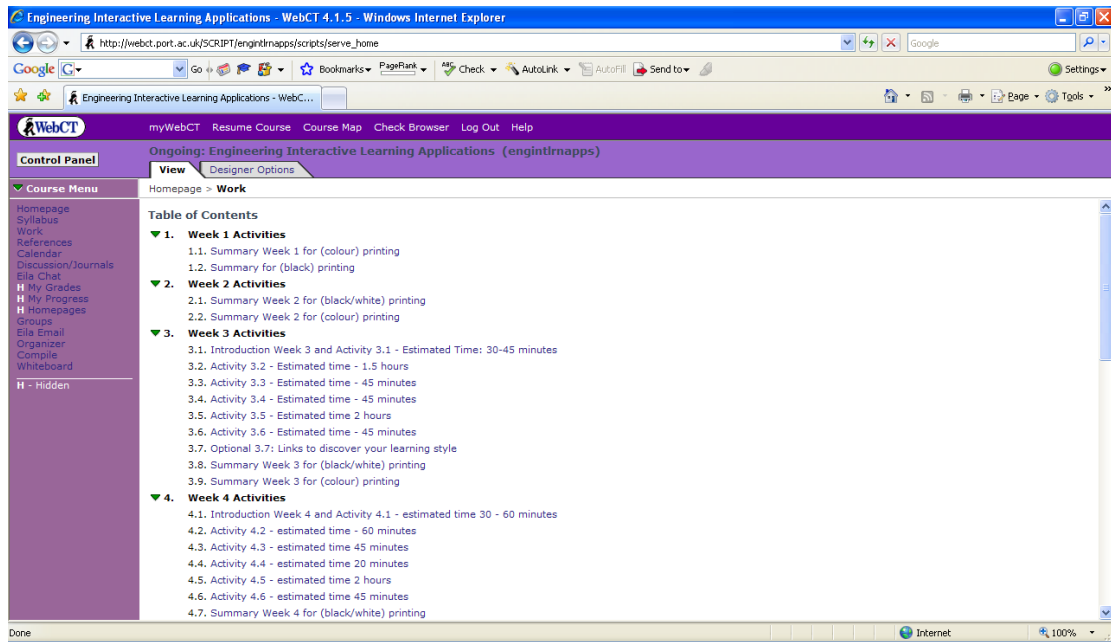 Engineering Interactive Learning Applications - WebCT 4.1.5 - Windows Internet Explorer
http://webct.port.ac.uk/SCRIPT/engintlrnapps/scripts/serve_home
Google
Google G Go Bookmarks PageRank ABC Check AutoLink AutoFill Send to Settings
Engineering Interactive Learning Applications - WebC... Page Tools »
WebCT myWebCT Resume Course Course Map Check Browser Log Out Help
Control Panel
Ongoing: Engineering Interactive Learning Applications (engintlrnapps)
View Designer Options
Course Menu
Homepage > Work
Homepage
Syllabus
Work
References
Calendar
Discussion/Journals
Eila Chat
H My Grades
H My Progress
H Homepages
Groups
Eila Email
Organizer
Compile
Whiteboard
H - Hidden
Table of Contents
1. Week 1 Activities
1.1. Summary Week 1 for (colour) printing
1.2. Summary for (black) printing
2. Week 2 Activities
2.1. Summary Week 2 for (black/white) printing
2.2. Summary Week 2 for (colour) printing
3. Week 3 Activities
3.1. Introduction Week 3 and Activity 3.1 - Estimated Time: 30-45 minutes
3.2. Activity 3.2 - Estimated time - 1.5 hours
3.3. Activity 3.3 - Estimated time - 45 minutes
3.4. Activity 3.4 - Estimated time - 45 minutes
3.5. Activity 3.5 - Estimated time 2 hours
3.6. Activity 3.6 - Estimated time - 45 minutes
3.7. Optional 3.7: Links to discover your learning style
3.8. Summary Week 3 for (black/white) printing
3.9. Summary Week 3 for (colour) printing
4. Week 4 Activities
4.1. Introduction Week 4 and Activity 4.1 - estimated time 30 - 60 minutes
4.2. Activity 4.2 - estimated time - 60 minutes
4.3. Activity 4.3 - estimated time 45 minutes
4.4. Activity 4.4 - estimated time 20 minutes
4.5. Activity 4.5 - estimated time 2 hours
4.6. Activity 4.6 - estimated time 45 minutes
4.7. Summary Week 4 for (black/white) printing
Done Internet 100%